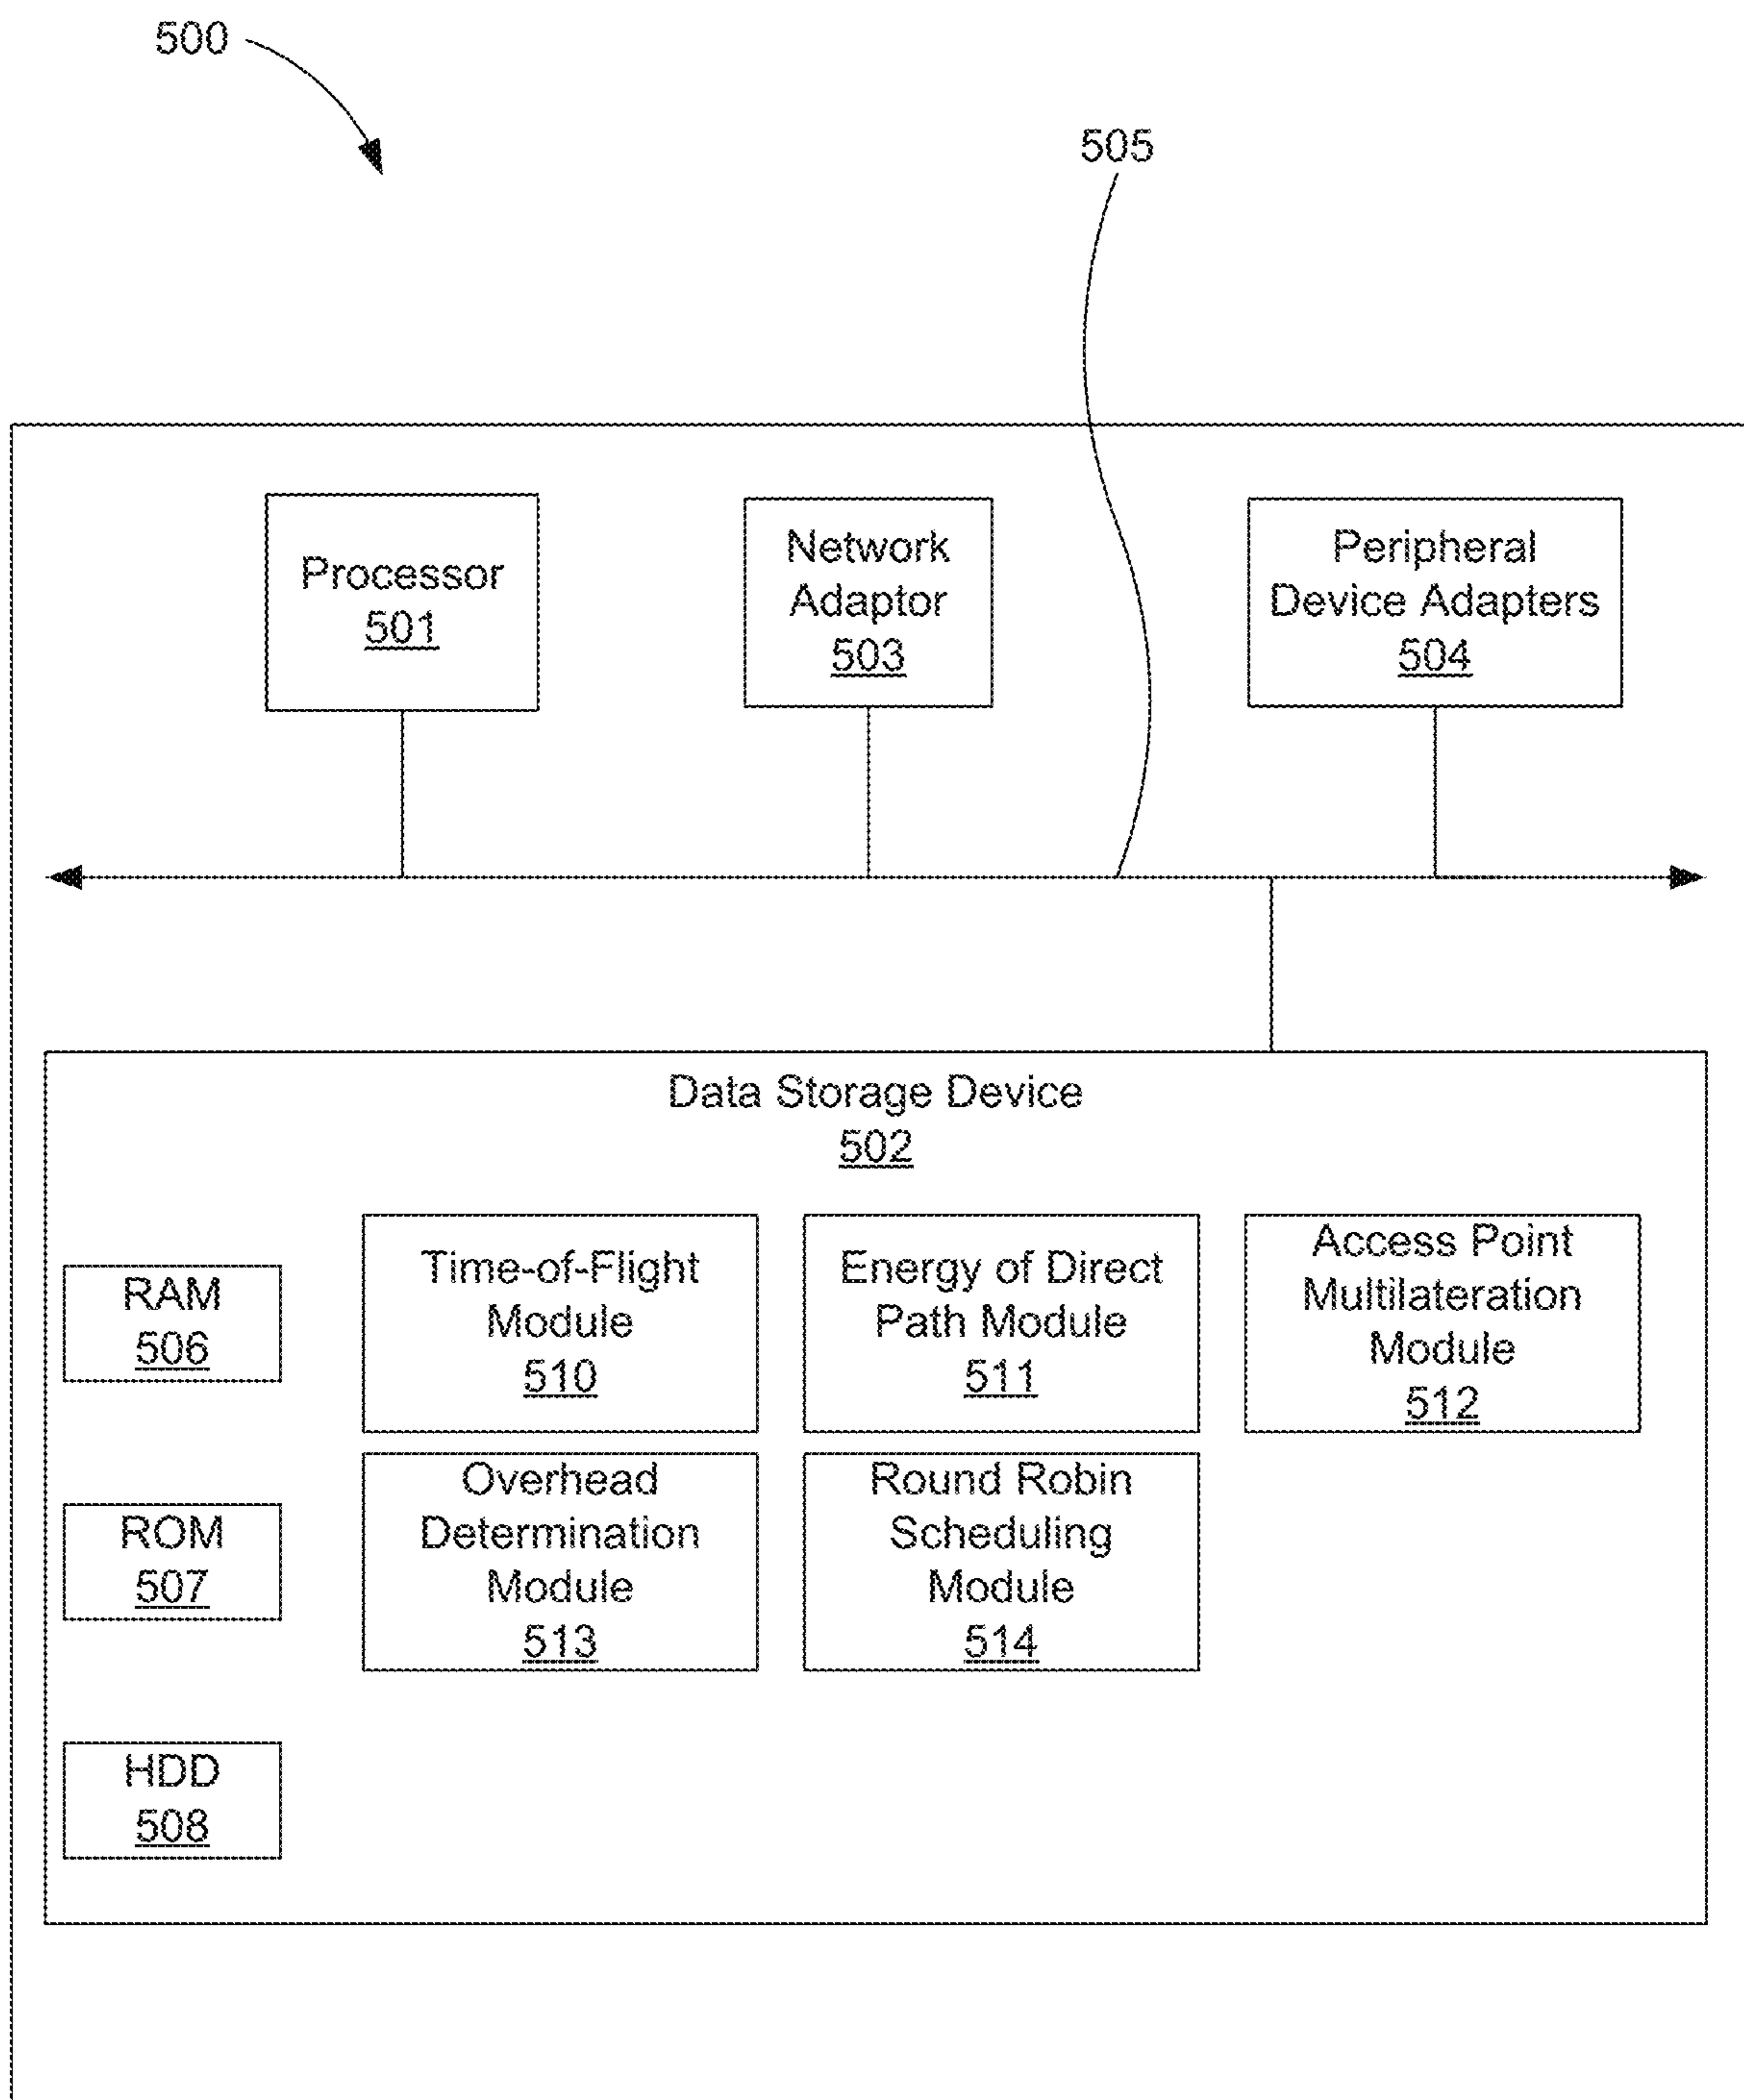 500
505
Processor
501
Network
Adaptor
503
Peripheral
Device Adapters
504
Data Storage Device
502
RAM
506
Time-of-Flight
Module
510
Energy of Direct
Path Module
511
Access Point
Multilateration
Module
512
ROM
507
Overhead
Determination
Module
513
Round Robin
Scheduling
Module
514
HDD
508